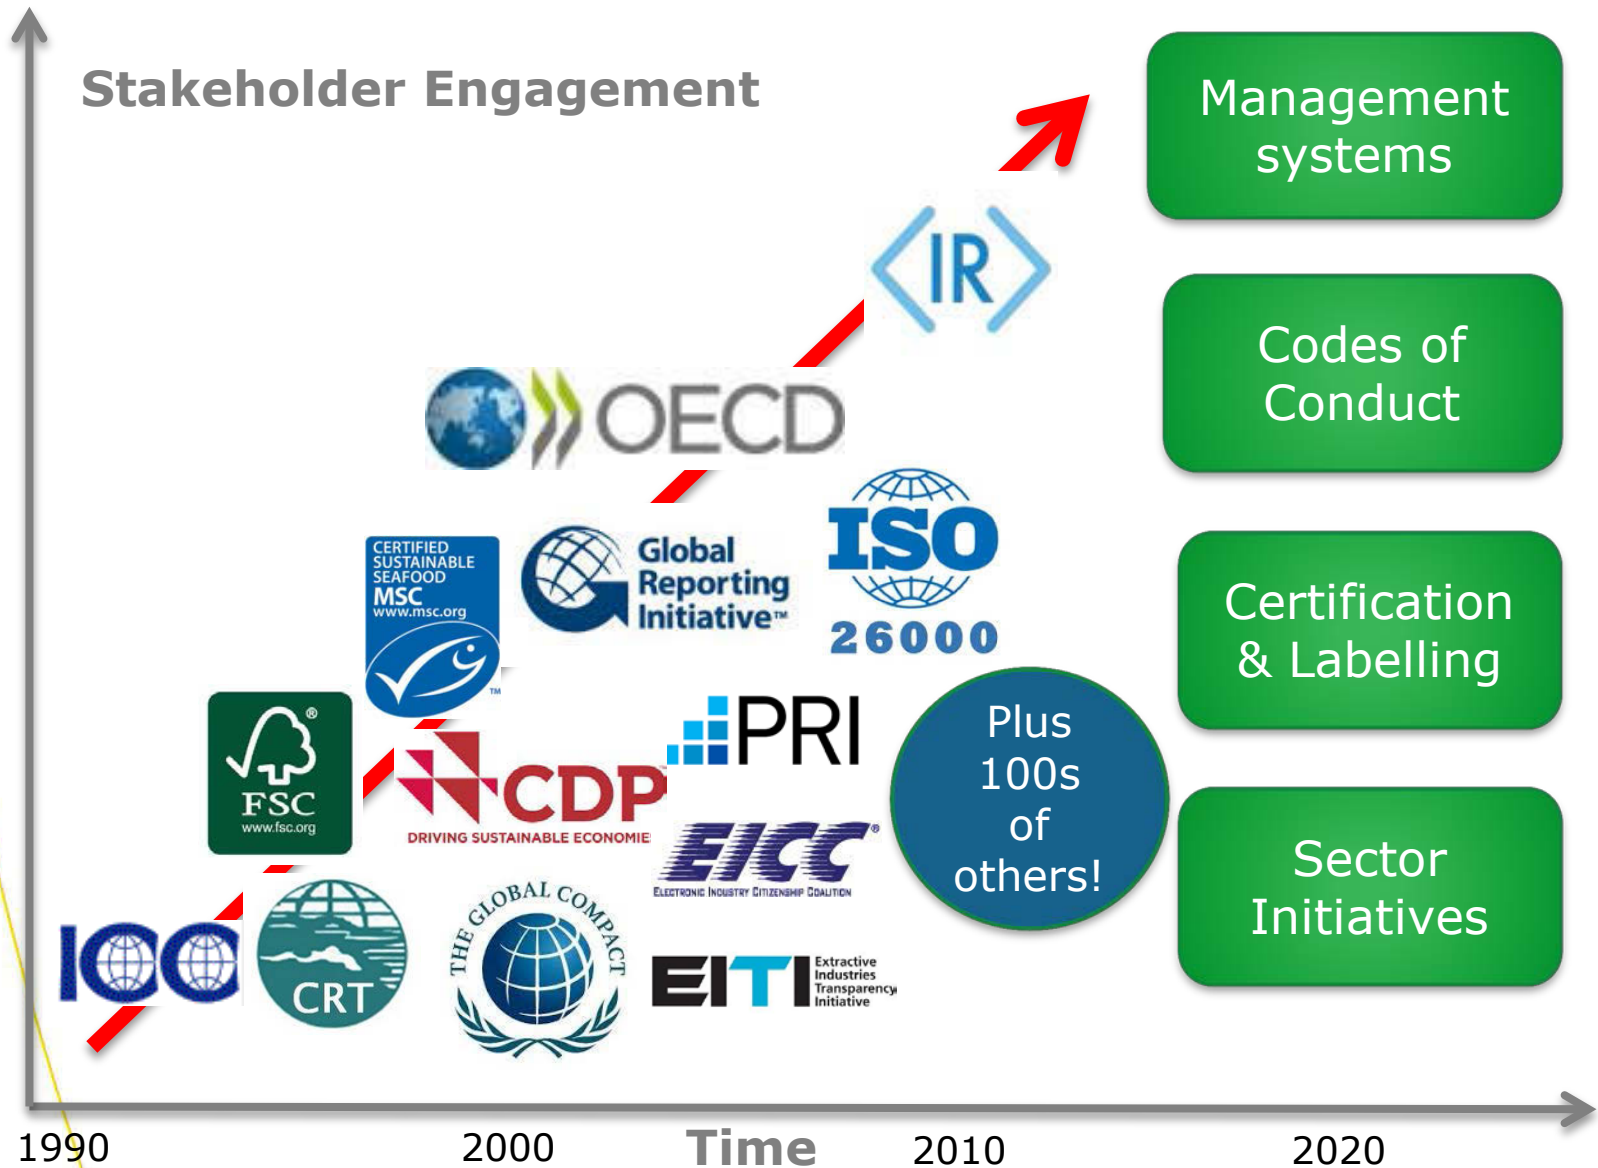 Stakeholder Engagement
Management
systems
IR
Codes of
Conduct
OECD
CERTIFIED
SUSTAINABLE
SEAFOOD
MSC
www.msc.org
TM
Global
Reporting
Initiative™
ISO
26000
Certification
& Labelling
FSC
®
www.fsc.org
CDP
DRIVING SUSTAINABLE ECONOMIE
PRI
Plus
100s
of
others!
EICC®
ELECTRONIC INDUSTRY CITIZENSHIP COALITION
Sector
Initiatives
ICC
CRT
THE GLOBAL COMPACT
EITI
Extractive
Industries
Transparency
Initiative
1990
2000
Time
2010
2020